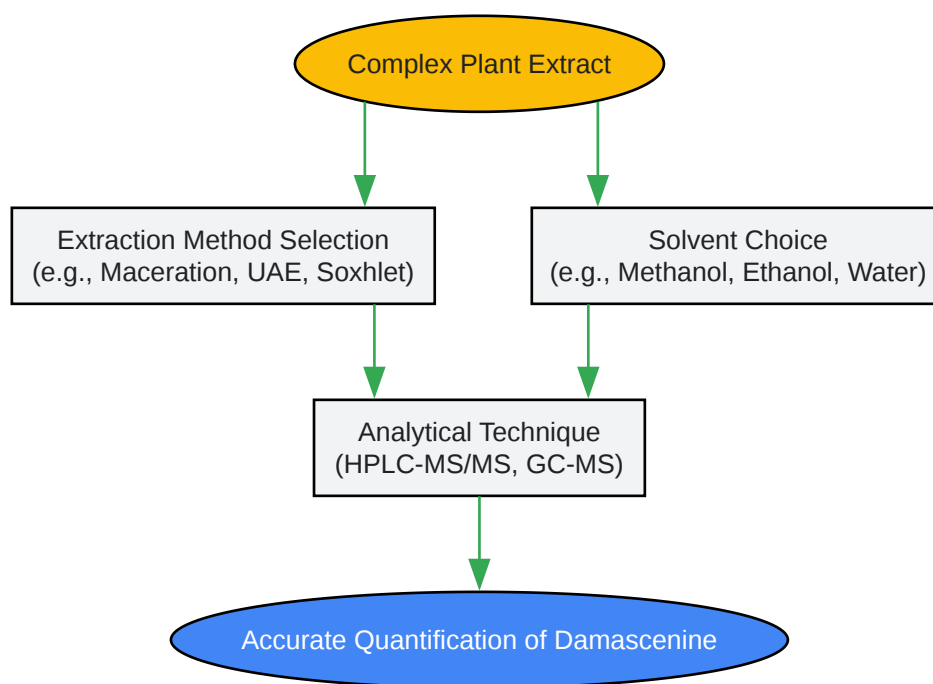 Complex Plant Extract
Extraction Method Selection
(e.g., Maceration, UAE, Soxhlet)
Solvent Choice
(e.g., Methanol, Ethanol, Water)
Analytical Technique
(HPLC-MS/MS, GC-MS)
Accurate Quantification of Damascenine